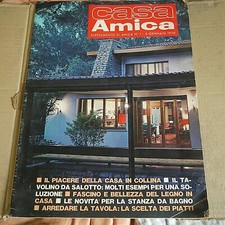 casa
Amica
SUPPLEMENTO DI AMICA N. 1 - 6 GENNAIO 1970
■ IL PIACERE DELLA CASA IN COLLINA ■ IL TA-
VOLINO DA SALOTTO: MOLTI ESEMPI PER UNA SO-
LUZIONE ■ FASCINO E BELLEZZA DEL LEGNO IN
CASA ■ LE NOVITA' PER LA STANZA DA BAGNO
■ ARREDARE LA TAVOLA: LA SCELTA DEI PIATTI